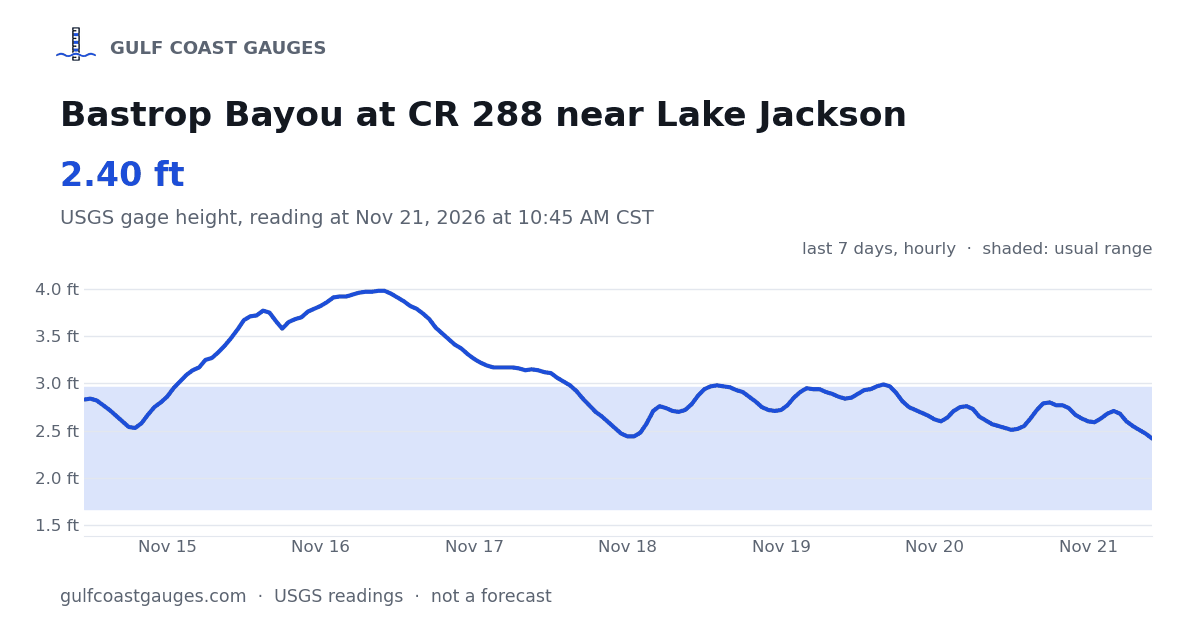 GULF COAST GAUGES
Bastrop Bayou at CR 288 near Lake Jackson
2.40 ft
USGS gage height, reading at Nov 21, 2026 at 10:45 AM CST
last 7 days, hourly · shaded: usual range
4.0 ft
3.5 ft
3.0 ft
2.5 ft
2.0 ft
1.5 ft
Nov 15 Nov 16 Nov 17 Nov 18 Nov 19 Nov 20 Nov 21
gulfcoastgauges.com · USGS readings · not a forecast